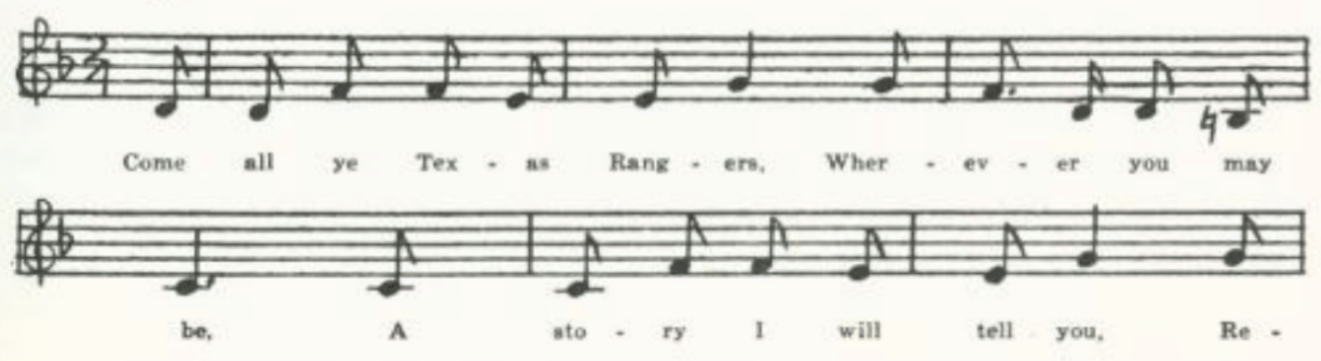 Come all ye Tex - as Rang - ers, Wher - ev - er you may
be, A sto - ry I will tell you, Re -